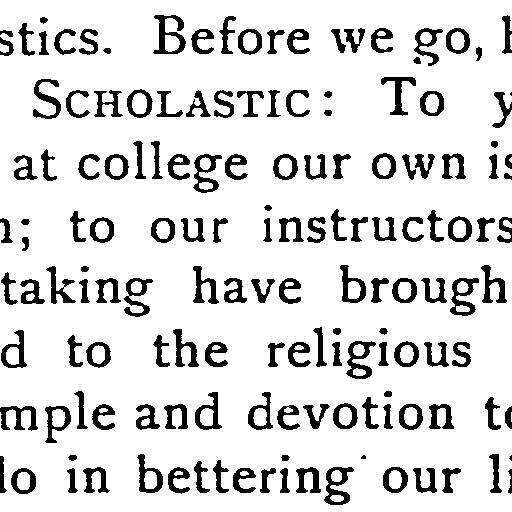 stics. Before we go, h
SCHOLASTIC: To y
at college our own is
n; to our instructors
taking have brough
d to the religious
mple and devotion to
do in bettering our li